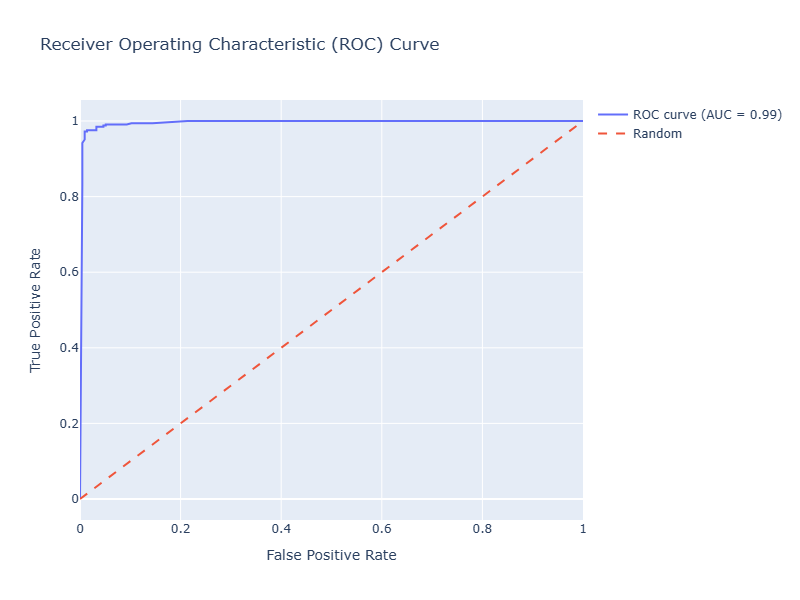 Receiver Operating Characteristic (ROC) Curve
ROC curve (AUC = 0.99)
Random
True Positive Rate
1
0.8
0.6
0.4
0.2
0
0 0.2 0.4 0.6 0.8 1
False Positive Rate